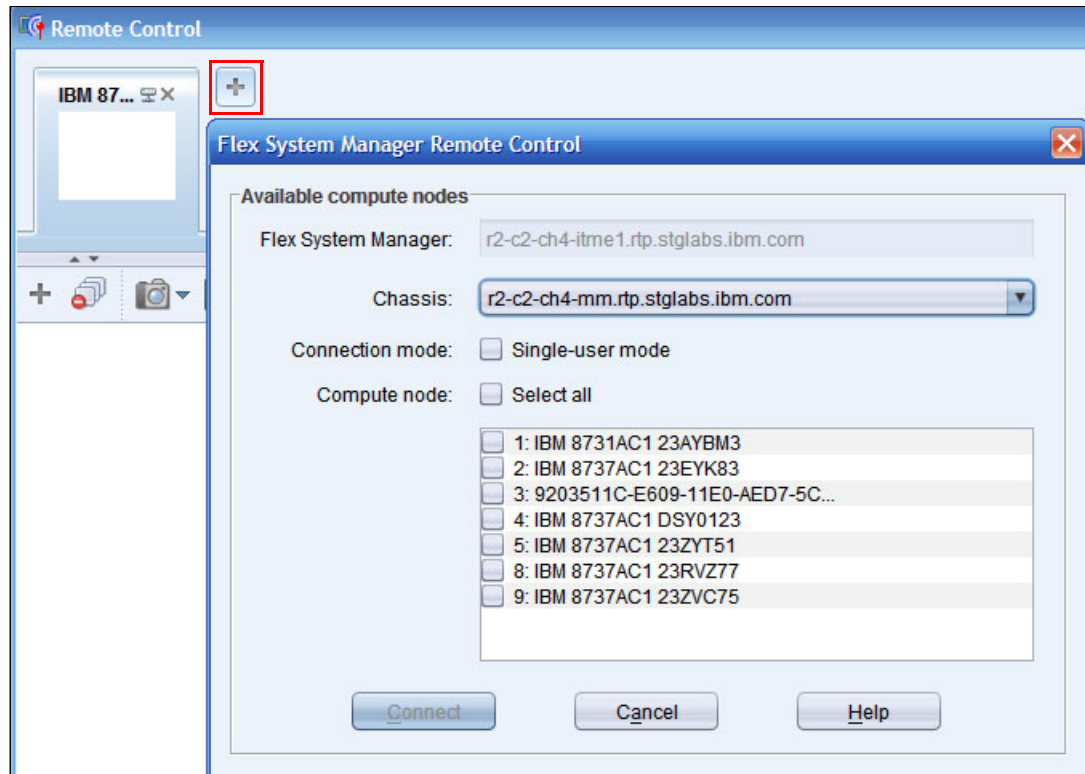 Remote Control
IBM 87...
Flex System Manager Remote Control
Available compute nodes
Flex System Manager: r2-c2-ch4-itme1.rtp.stglabs.ibm.com
Chassis: r2-c2-ch4-mm.rtp.stglabs.ibm.com
Connection mode: Single-user mode
Compute node: Select all
1: IBM 8731AC1 23AYBM3
2: IBM 8737AC1 23EYK83
3: 9203511C-E609-11E0-AED7-5C...
4: IBM 8737AC1 DSY0123
5: IBM 8737AC1 23ZYT51
8: IBM 8737AC1 23RVZ77
9: IBM 8737AC1 23ZVC75
Connect Cancel Help